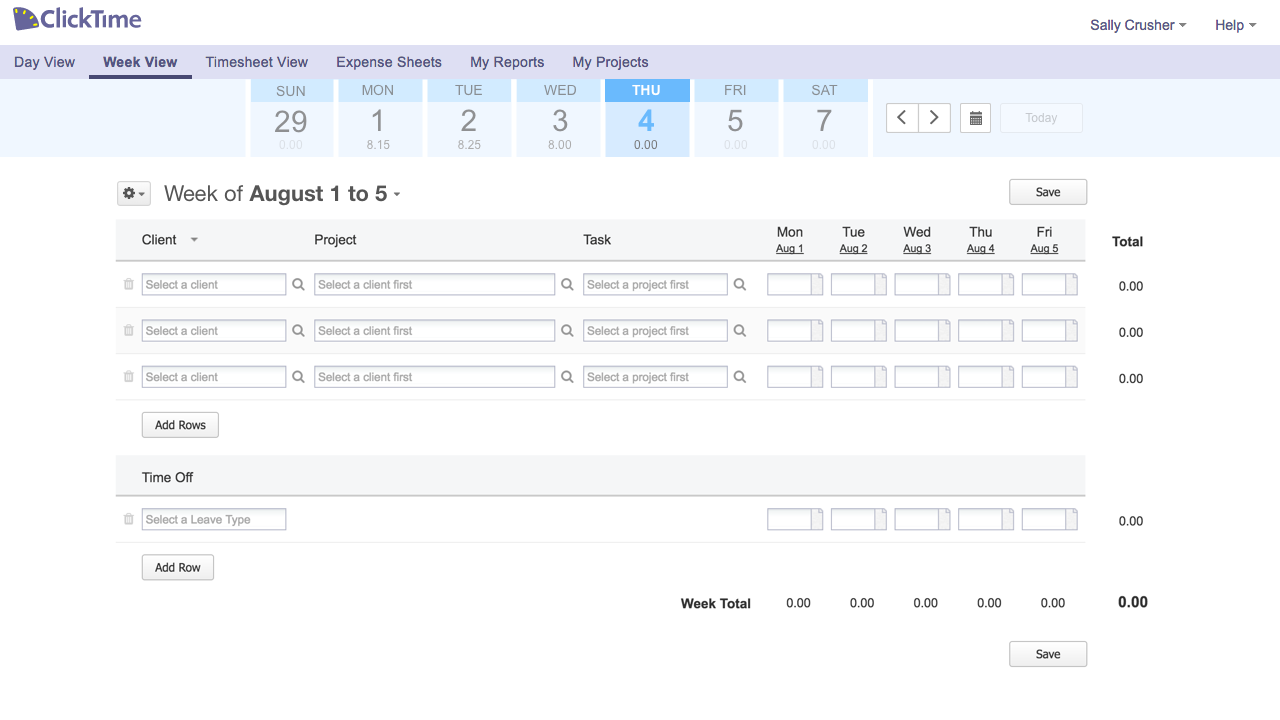 ClickTime
Sally Crusher Help
Day View Week View Timesheet View Expense Sheets My Reports My Projects
SUN MON TUE WED THU FRI SAT
29 1 2 3 4 5 7
0.00 8.15 8.25 8.00 0.00 0.00 0.00
Today
Week of August 1 to 5
Save
Client Project Task Mon Tue Wed Thu Fri Total
Aug 1 Aug 2 Aug 3 Aug 4 Aug 5
Select a client Select a client first Select a project first 0.00
Select a client Select a client first Select a project first 0.00
Select a client Select a client first Select a project first 0.00
Add Rows
Time Off
Select a Leave Type 0.00
Add Row
Week Total 0.00 0.00 0.00 0.00 0.00 0.00
Save